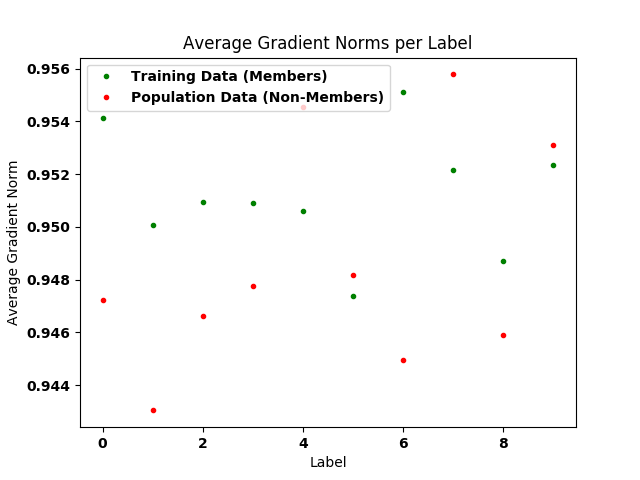 Average Gradient Norms per Label
Training Data (Members)
Population Data (Non-Members)
0.956
0.954
0.952
0.950
0.948
0.946
0.944
Average Gradient Norm
0 2 4 6 8
Label